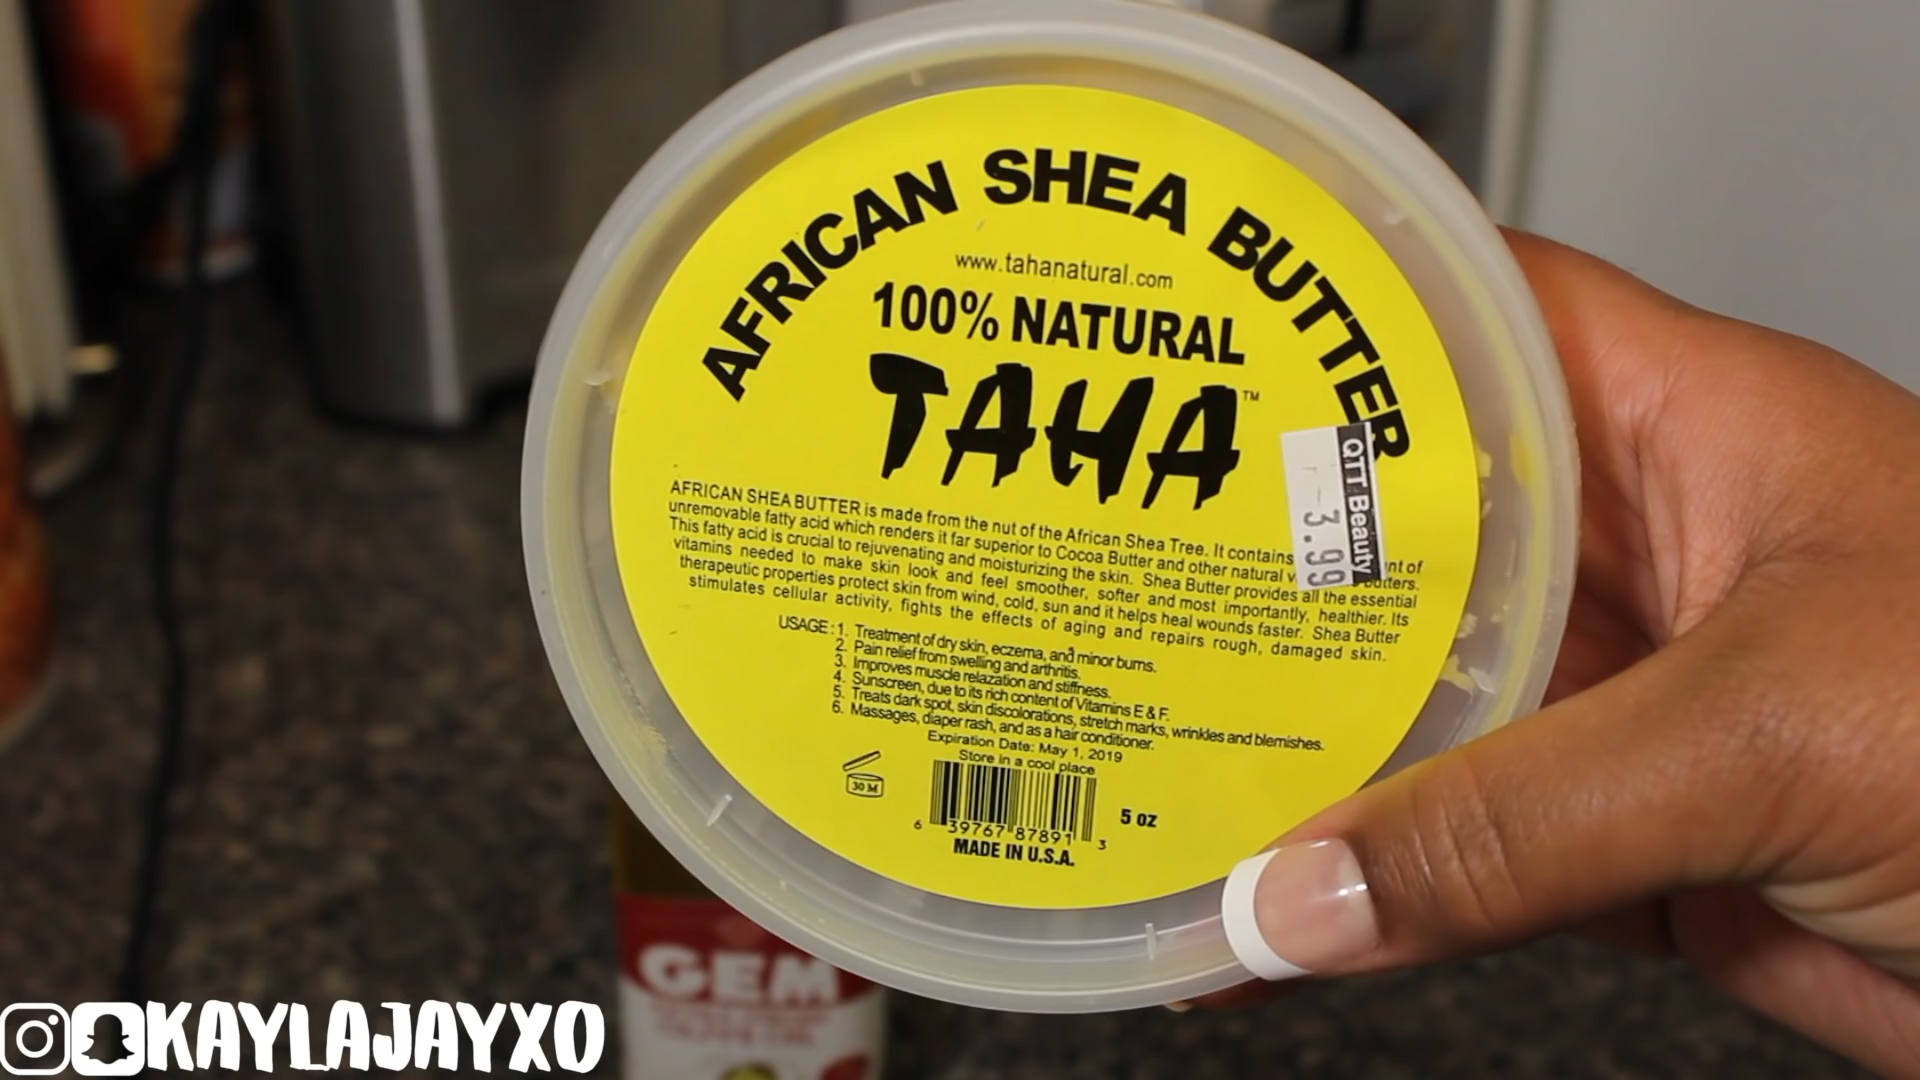 AFRICAN SHEA BUTTER
www.tahanatural.com
100% NATURAL
TAHA™
QTT Beauty
3.99
AFRICAN SHEA BUTTER is made from the nut of the African Shea Tree. It contains nt of
unremovable fatty acid which renders it far superior to Cocoa Butter and other natural v butters.
This fatty acid is crucial to rejuvenating and moisturizing the skin. Shea Butter provides all the essential
vitamins needed to make skin look and feel smoother, softer and most importantly, healthier. Its
therapeutic properties protect skin from wind, cold, sun and it helps heal wounds faster. Shea Butter
stimulates cellular activity, fights the effects of aging and repairs rough, damaged skin.
USAGE : 1. Treatment of dry skin, eczema, and minor burns.
2. Pain relief from swelling and arthritis.
3. Improves muscle relazation and stiffness.
4. Sunscreen, due to its rich content of Vitamins E & F.
5. Treats dark spot, skin discolorations, stretch marks, wrinkles and blemishes.
6. Massages, diaper rash, and as a hair conditioner.
Expiration Date: May 1, 2019
Store in a cool place
30 M
5 oz
6 39767 87891 3
MADE IN U.S.A.
GEM
KAYLAJAYXO